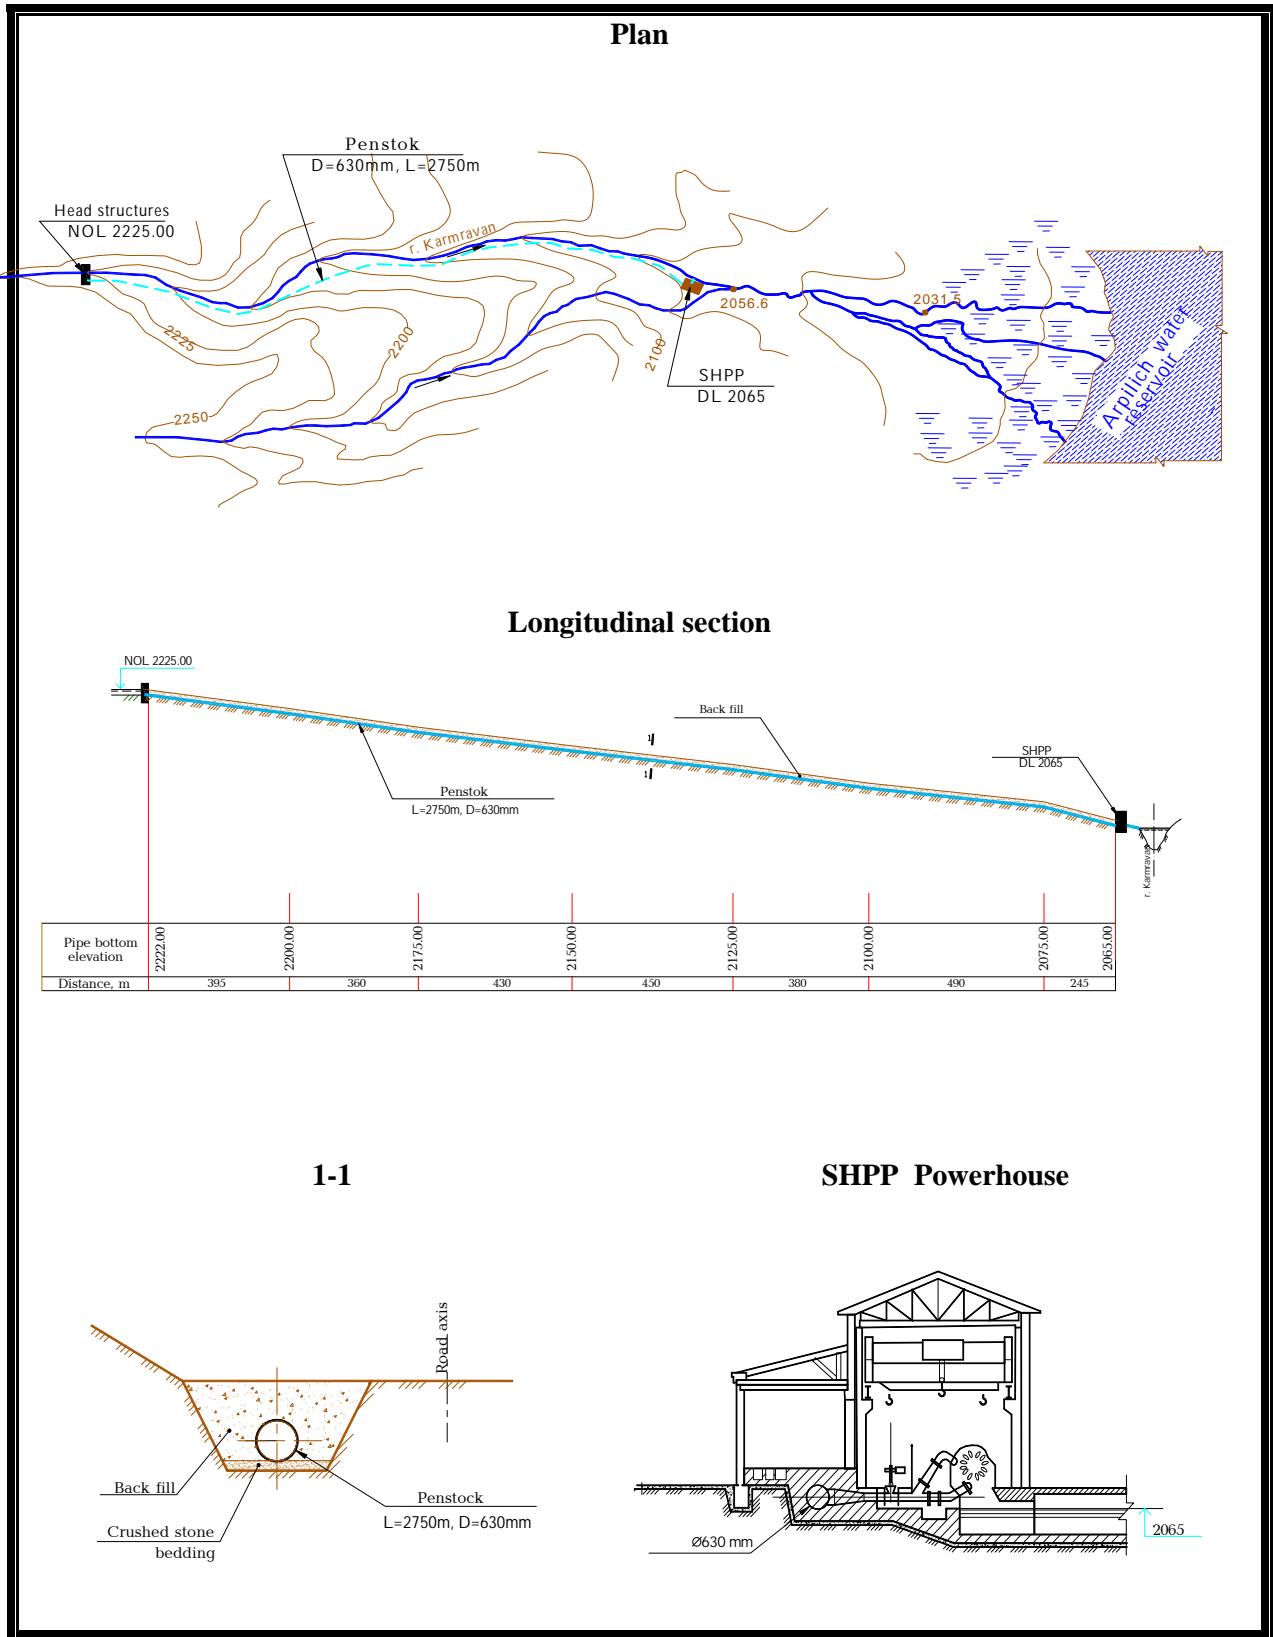 Plan
Penstok
D=630mm, L=2750m
Head structures
NOL 2225.00
r. Karmravan
2225
2200
2250
2100
2056.6
2031.5
SHPP
DL 2065
Arpilich water
reservoir
Longitudinal section
NOL 2225.00
Back fill
1
1
SHPP
DL 2065
Penstok
L=2750m, D=630mm
r. Karmravan
Pipe bottom
elevation
2222.00 2200.00 2175.00 2150.00 2125.00 2100.00 2075.00 2065.00
Distance, m 395 360 430 450 380 490 245
1-1
SHPP Powerhouse
Road axis
Back fill
Crushed stone
bedding
Penstock
L=2750m, D=630mm
Ø630 mm
2065